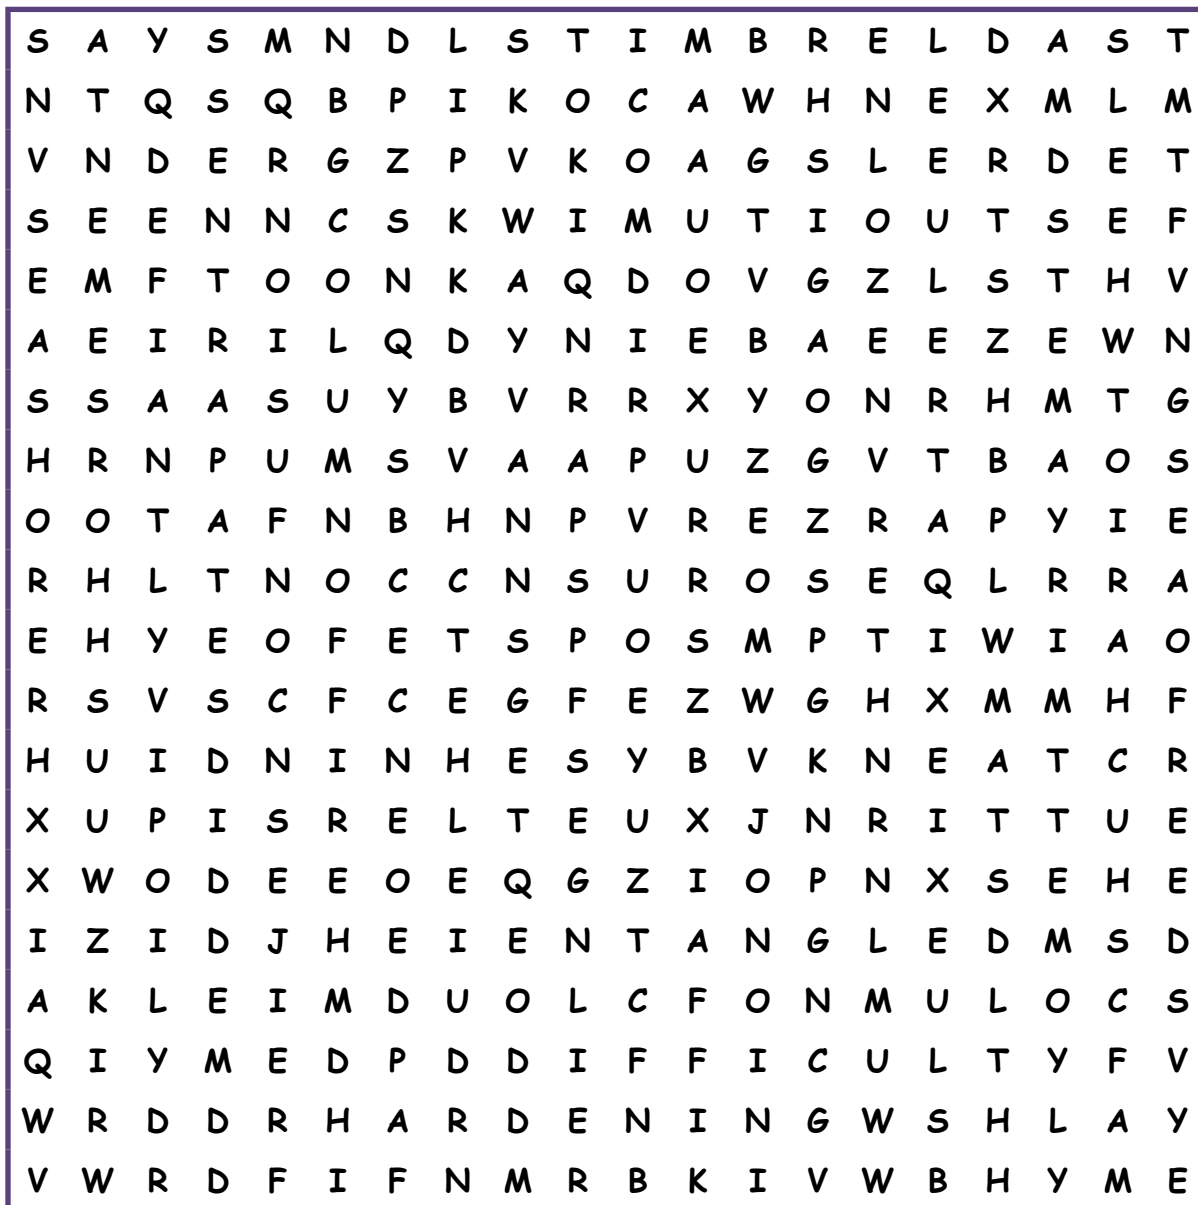 S A Y S M N D L S T I M B R E L D A S T
N T Q S Q B P I K O C A W H N E X M L M
V N D E R G Z P V K O A G S L E R D E T
S E E N N C S K W I M U T I O U T S E F
E M F T O O N K A Q D O V G Z L S T H V
A E I R I L Q D Y N I E B A E E Z E W N
S S A A S U Y B V R R X Y O N R H M T G
H R N P U M S V A A P U Z G V T B A O S
O O T A F N B H N P V R E Z R A P Y I E
R H L T N O C C N S U R O S E Q L R R A
E H Y E O F E T S P O S M P T I W I A O
R S V S C F C E G F E Z W G H X M M H F
H U I D N I N H E S Y B V K N E A T C R
X U P I S R E L T E U X J N R I T T U E
X W O D E E O E Q G Z I O P N X S E H E
I Z I D J H E I E N T A N G L E D M S D
A K L E I M D U O L C F O N M U L O C S
Q I Y M E D P D D I F F I C U L T Y F V
W R D D R H A R D E N I N G W S H L A Y
V W R D F I F N M R B K I V W B H Y M E